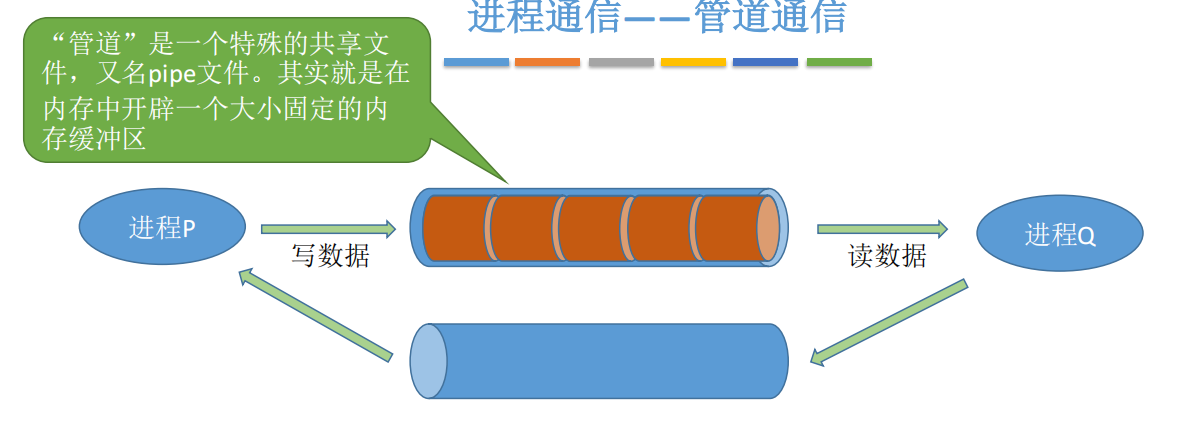 进程通信——管道通信
“管道”是一个特殊的共享文
件，又名pipe文件。其实就是在
内存中开辟一个大小固定的内
存缓冲区
进程P
写数据
读数据
进程Q